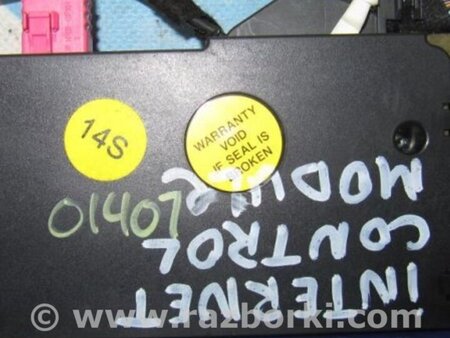 14S
WARRANTY
VOID
IF SEAL IS
BROKEN
01407
INTERNET
CONTROL
MODULE
© www.razborki.com